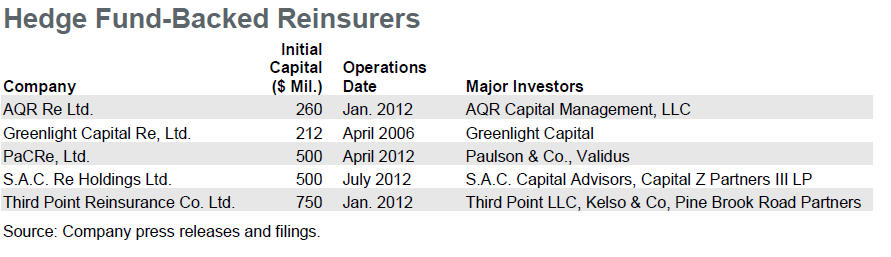 Hedge Fund-Backed Reinsurers
Initial
Capital Operations
Company ($ Mil.) Date Major Investors
AQR Re Ltd. 260 Jan. 2012 AQR Capital Management, LLC
Greenlight Capital Re, Ltd. 212 April 2006 Greenlight Capital
PaCRe, Ltd. 500 April 2012 Paulson & Co., Validus
S.A.C. Re Holdings Ltd. 500 July 2012 S.A.C. Capital Advisors, Capital Z Partners III LP
Third Point Reinsurance Co. Ltd. 750 Jan. 2012 Third Point LLC, Kelso & Co, Pine Brook Road Partners
Source: Company press releases and filings.